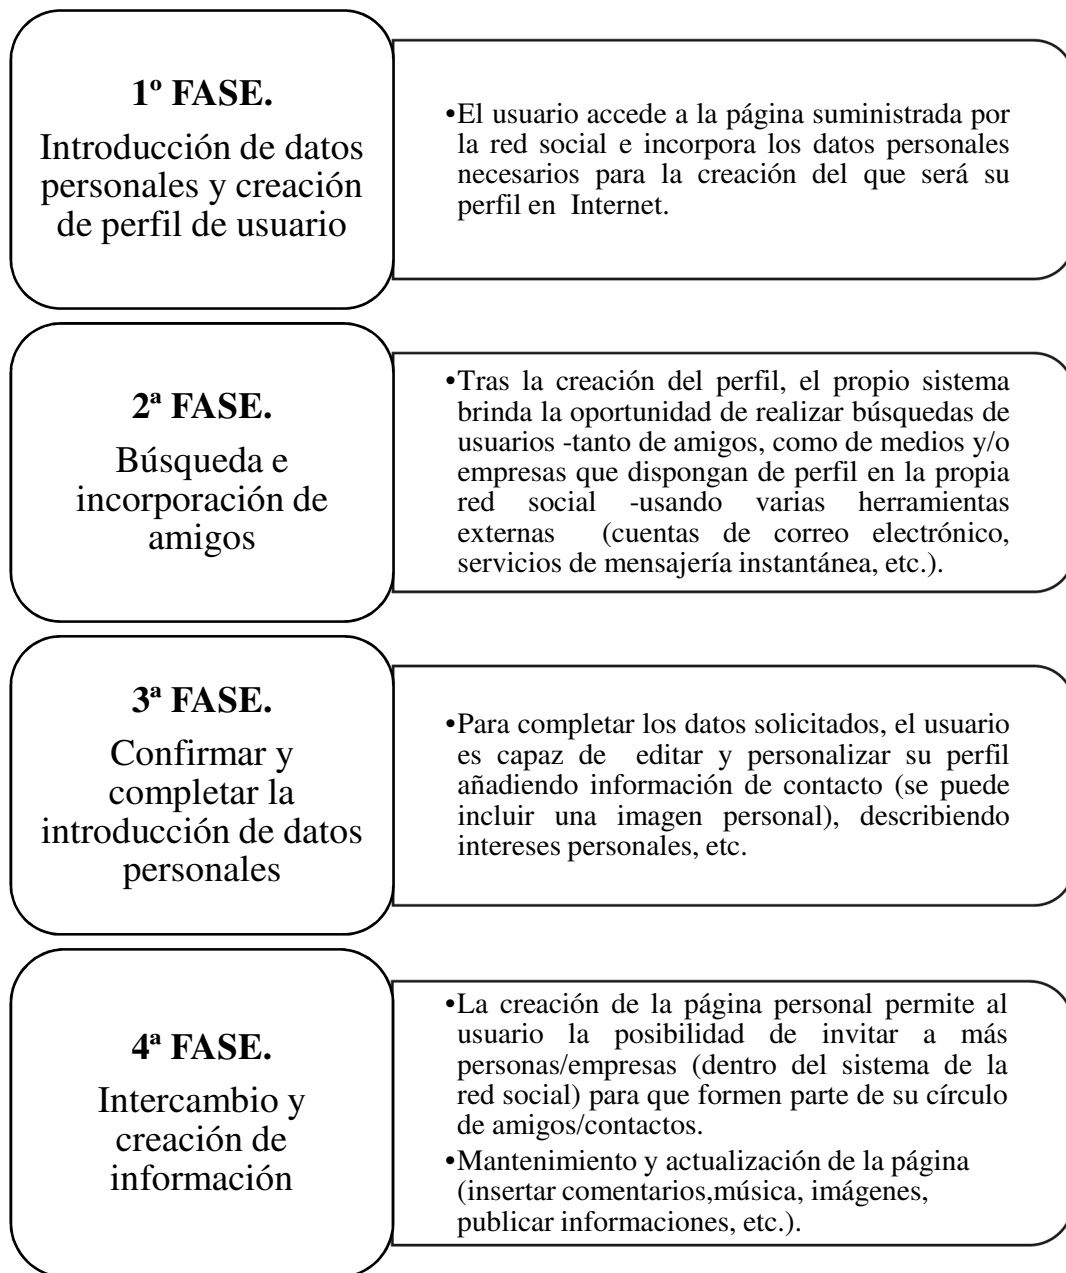 1º FASE.
Introducción de datos
personales y creación
de perfil de usuario
•El usuario accede a la página suministrada por
la red social e incorpora los datos personales
necesarios para la creación del que será su
perfil en Internet.
2ª FASE.
Búsqueda e
incorporación de
amigos
•Tras la creación del perfil, el propio sistema
brinda la oportunidad de realizar búsquedas de
usuarios -tanto de amigos, como de medios y/o
empresas que dispongan de perfil en la propia
red social -usando varias herramientas
externas (cuentas de correo electrónico,
servicios de mensajería instantánea, etc.).
3ª FASE.
Confirmar y
completar la
introducción de datos
personales
•Para completar los datos solicitados, el usuario
es capaz de editar y personalizar su perfil
añadiendo información de contacto (se puede
incluir una imagen personal), describiendo
intereses personales, etc.
4ª FASE.
Intercambio y
creación de
información
•La creación de la página personal permite al
usuario la posibilidad de invitar a más
personas/empresas (dentro del sistema de la
red social) para que formen parte de su círculo
de amigos/contactos.
•Mantenimiento y actualización de la página
(insertar comentarios,música, imágenes,
publicar informaciones, etc.).